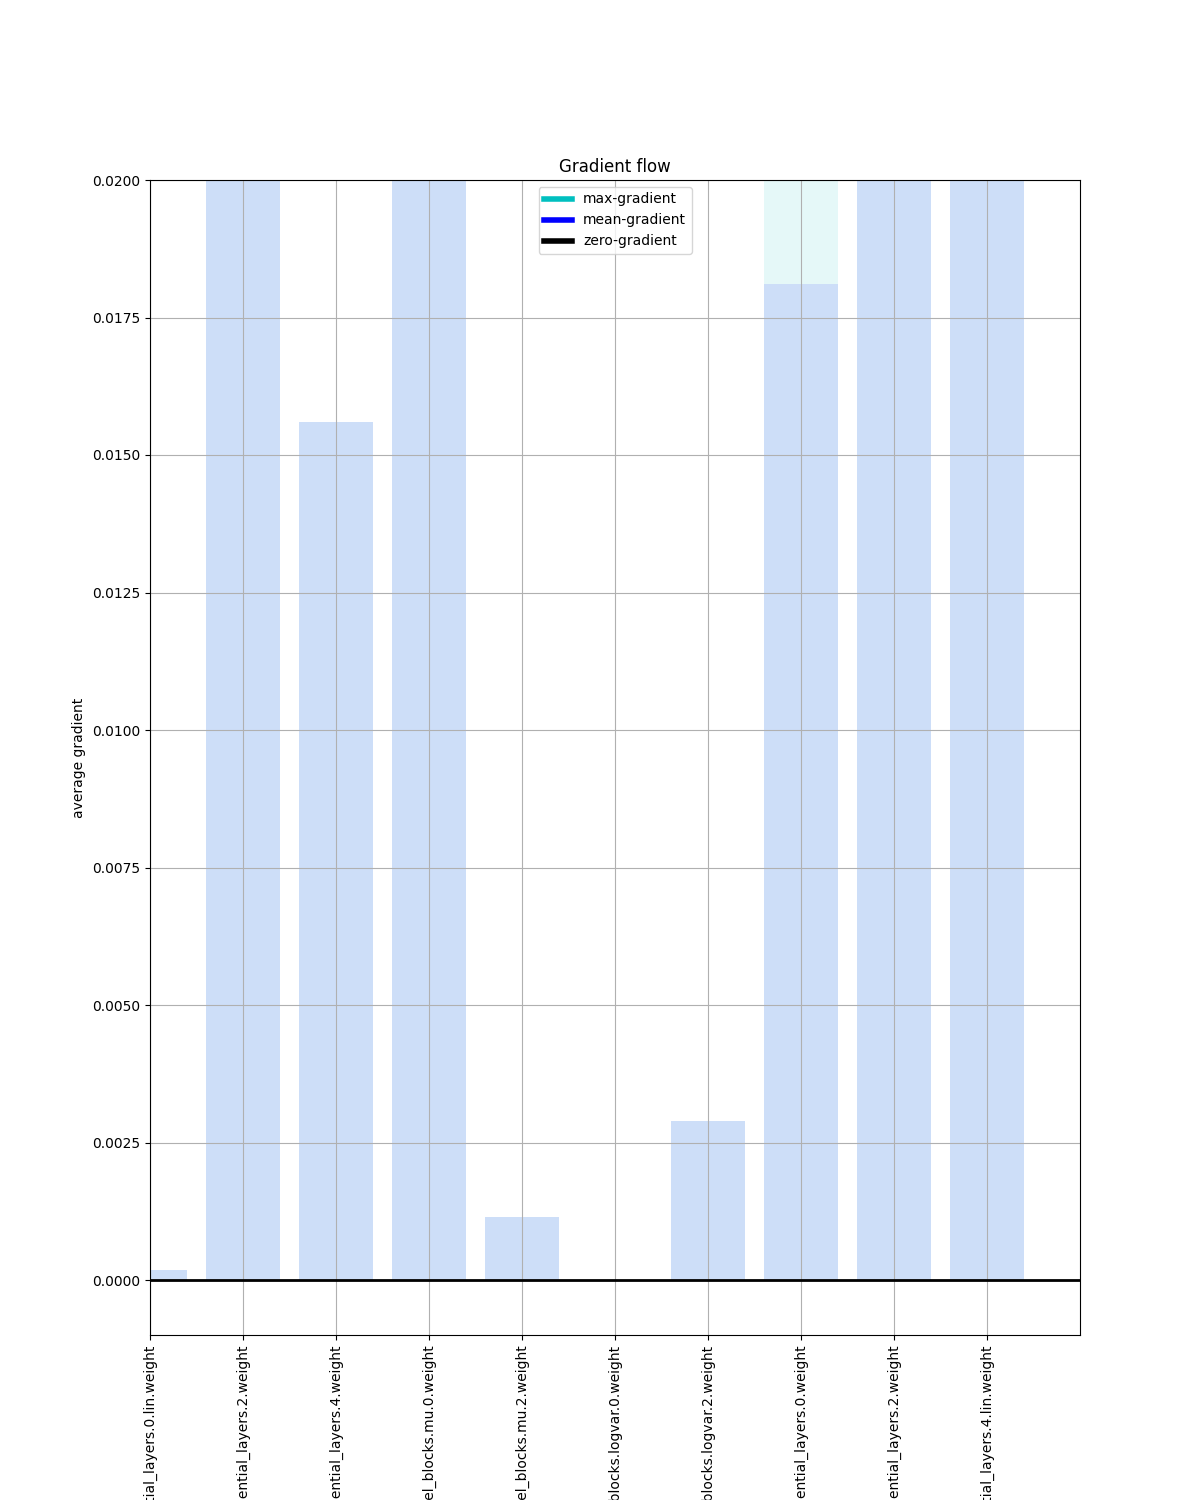 Gradient flow
max-gradient
mean-gradient
zero-gradient
0.0200
0.0175
0.0150
0.0125
0.0100
0.0075
0.0050
0.0025
0.0000
average gradient
tial_layers.0.lin.weight
ential_layers.2.weight
ential_layers.4.weight
el_blocks.mu.0.weight
el_blocks.mu.2.weight
blocks.logvar.0.weight
blocks.logvar.2.weight
ential_layers.0.weight
ential_layers.2.weight
tial_layers.4.lin.weight